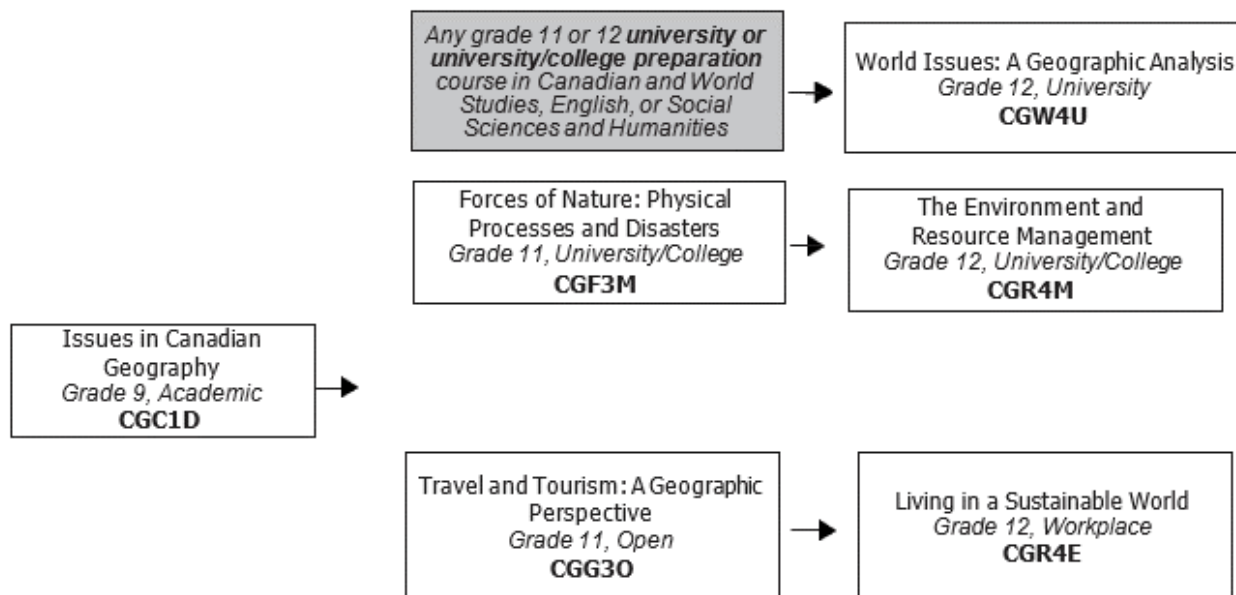 Any grade 11 or 12 university or
university/college preparation
course in Canadian and World
Studies, English, or Social
Sciences and Humanities
World Issues: A Geographic Analysis
Grade 12, University
CGW4U
Forces of Nature: Physical
Processes and Disasters
Grade 11, University/College
CGF3M
The Environment and
Resource Management
Grade 12, University/College
CGR4M
Issues in Canadian
Geography
Grade 9, Academic
CGC1D
Travel and Tourism: A Geographic
Perspective
Grade 11, Open
CGG3O
Living in a Sustainable World
Grade 12, Workplace
CGR4E